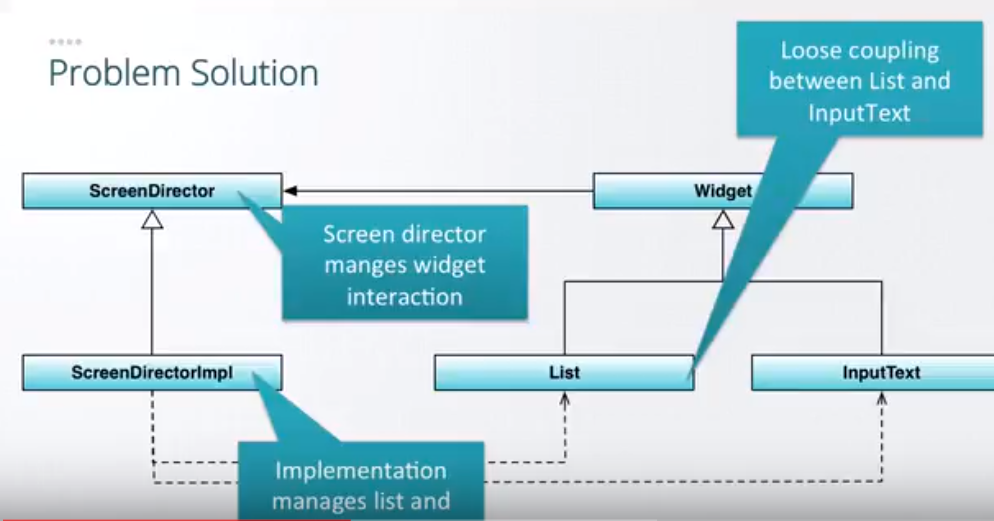 Problem Solution
Loose coupling
between List and
InputText
ScreenDirector
Widget
Screen director
manges widget
interaction
ScreenDirectorImpl
List
InputText
Implementation
manages list and